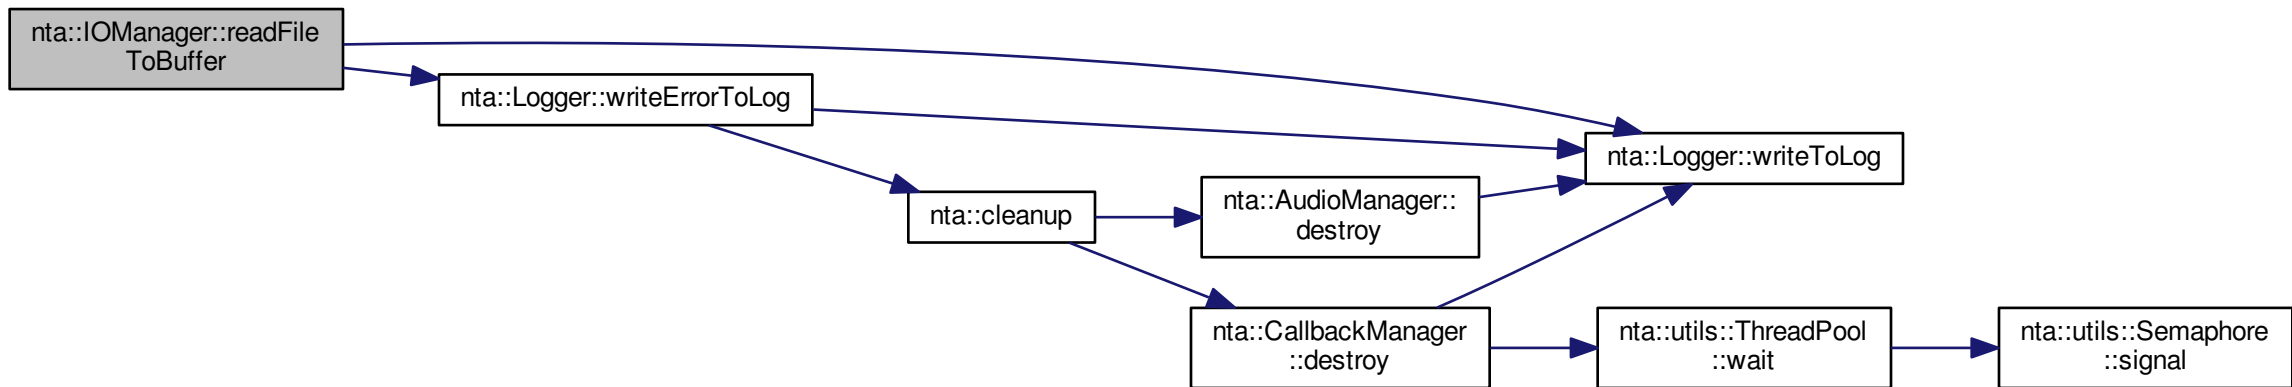 nta::IOManager::readFile
ToBuffer
nta::Logger::writeErrorToLog
nta::Logger::writeToLog
nta::cleanup
nta::AudioManager::
destroy
nta::CallbackManager
::destroy
nta::utils::ThreadPool
::wait
nta::utils::Semaphore
::signal